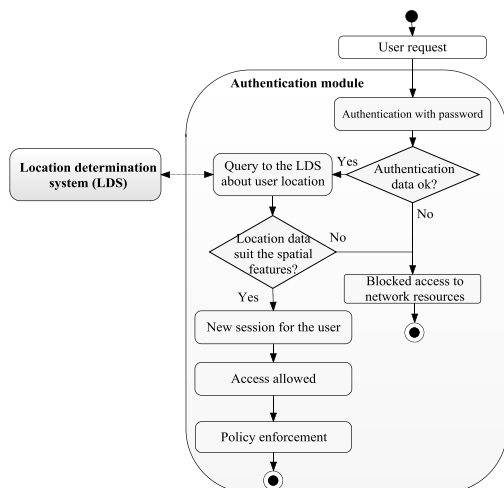 User request
Authentication module
Authentication with password
Location determination
system (LDS)
Query to the LDS
about user location
Yes
Authentication
data ok?
No
Location data
suit the spatial
features?
No
Blocked access to
network resources
Yes
New session for the user
Access allowed
Policy enforcement